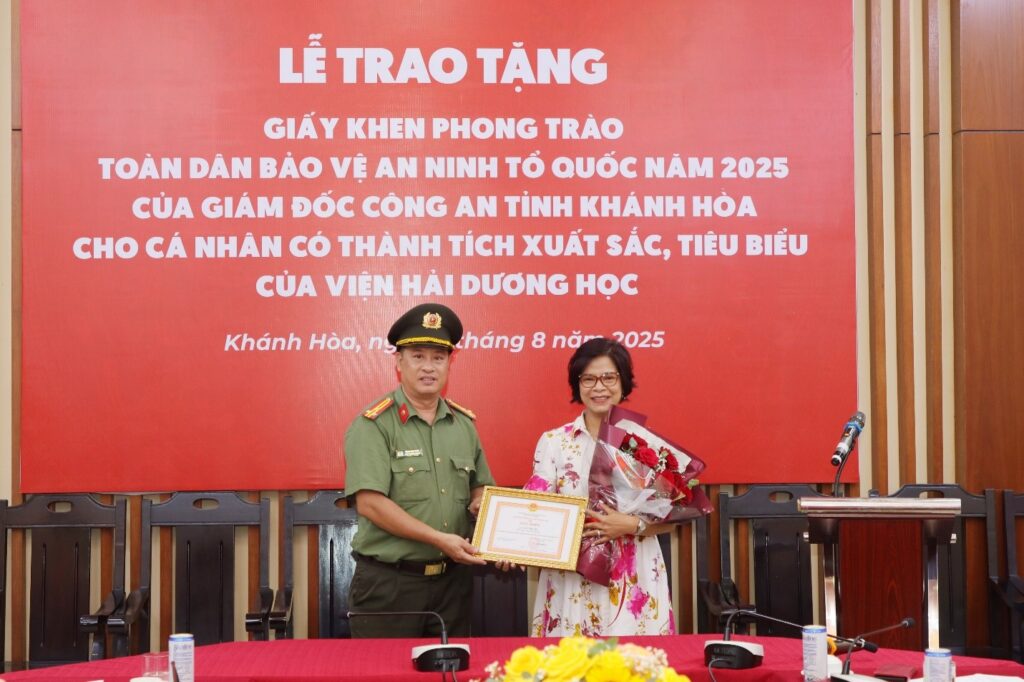 LỄ TRAO TẶNG
GIẤY KHEN PHONG TRÀO
TOÀN DÂN BẢO VỆ AN NINH TỔ QUỐC NĂM 2025
CỦA GIÁM ĐỐC CÔNG AN TỈNH KHÁNH HÒA
CHO CÁ NHÂN CÓ THÀNH TÍCH XUẤT SẮC, TIÊU BIỂU
CỦA VIỆN HẢI DƯƠNG HỌC
Khánh Hòa, tháng 8 năm 2025